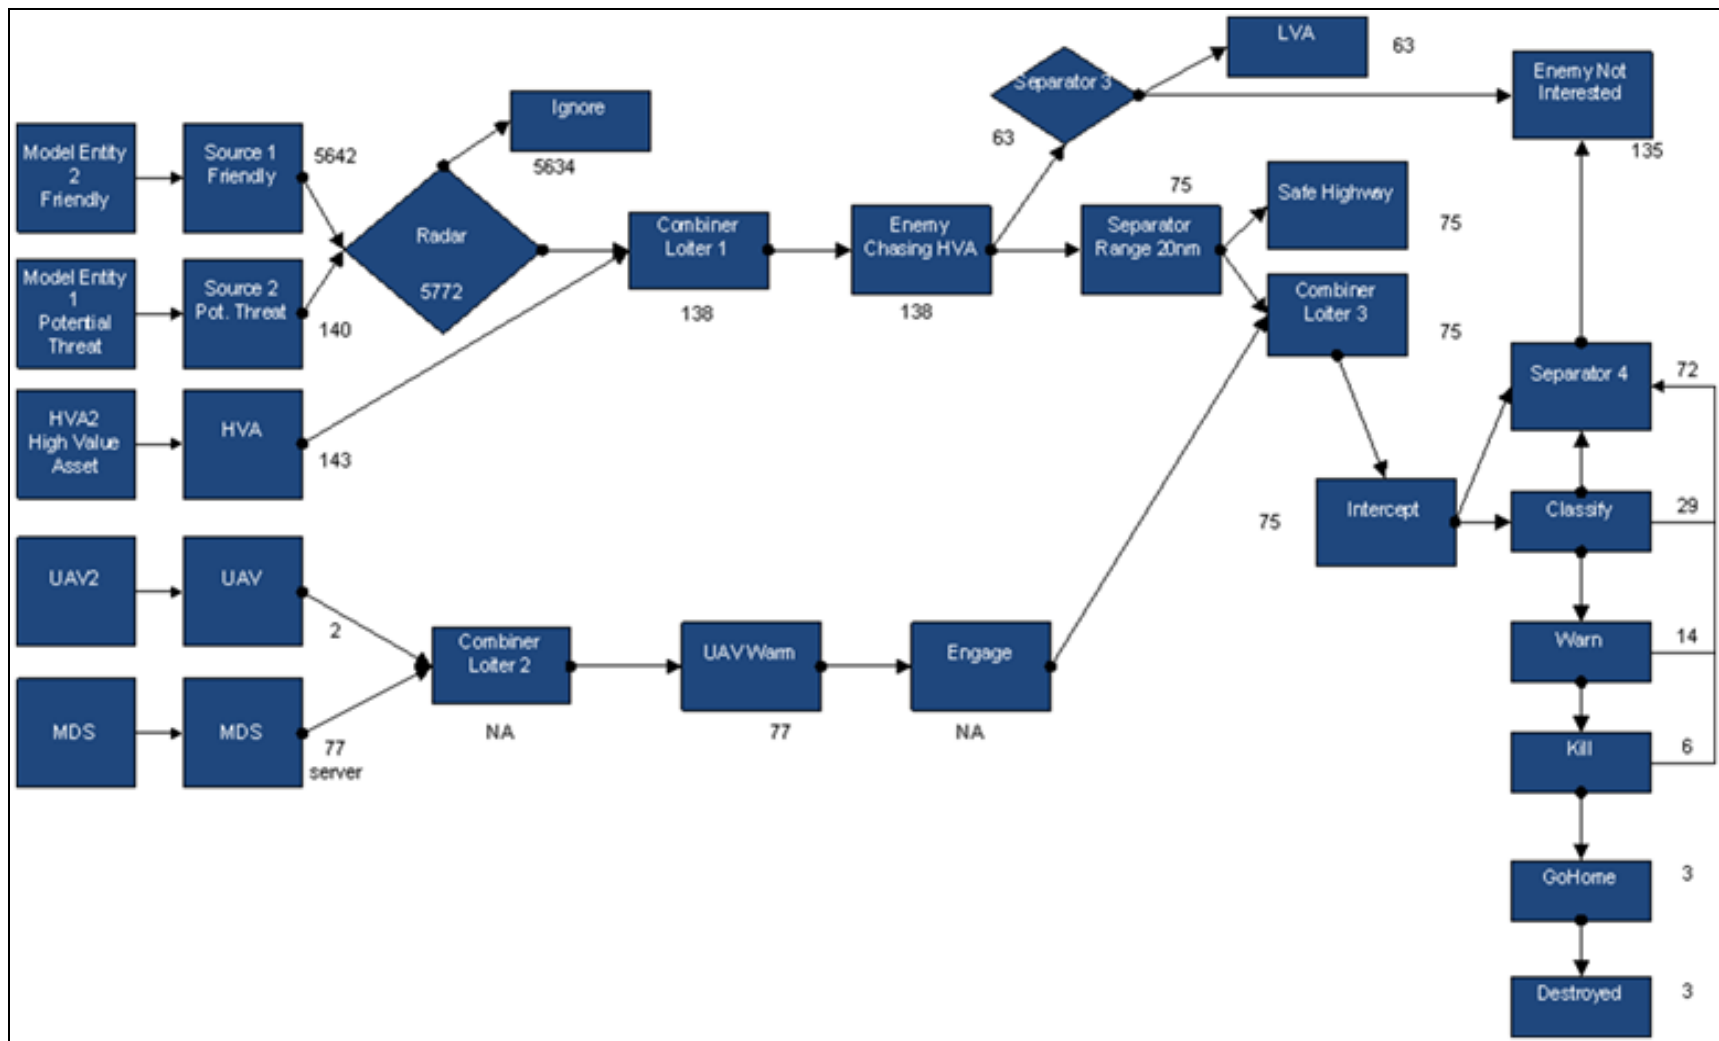 LVA
63
Separator 3
Enemy Not
Interested
63
135
Ignore
5634
Model Entity
2
Friendly
Source 1
Friendly
5642
Radar
5772
Combiner
Loiter 1
138
Enemy
Chasing HVA
138
75
Separator
Range 20nm
Safe Highway
75
Combiner
Loiter 3
75
Model Entity
1
Potential
Threat
Source 2
Pot. Threat
140
HVA2
High Value
Asset
HVA
143
Separator 4
72
75
Intercept
Classify
29
UAV2
UAV
2
Combiner
Loiter 2
NA
UAV Warm
77
Engage
NA
Warn
14
MDS
MDS
77
server
Kill
6
GoHome
3
Destroyed
3